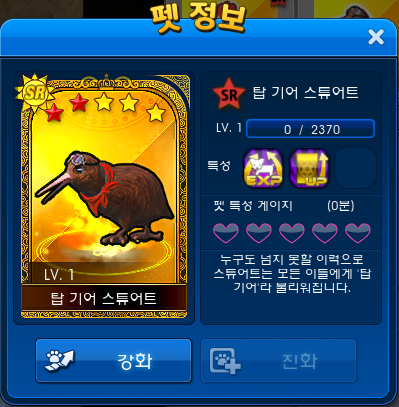 펫 정보
SR
SR
탑 기어 스튜어트
LV. 1
0 / 2370
특성
EXP
UP
펫 특성 게이지 (0분)
누구도 넘지 못할 이력으로
스튜어트는 모든 이들에게 '탑
기어'라 불리워집니다.
LV. 1
탑 기어 스튜어트
강화
진화